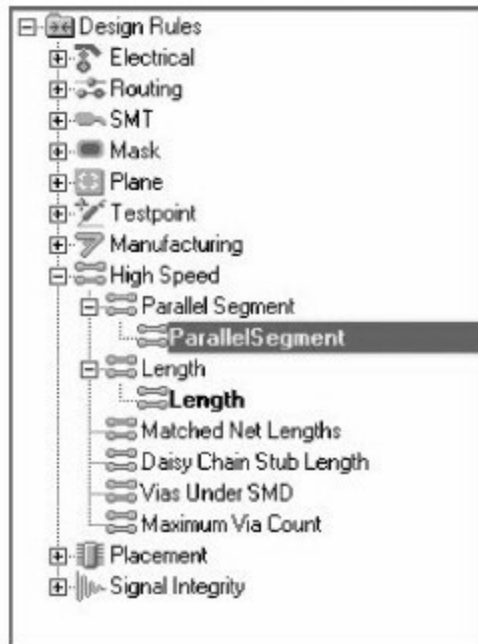 Design Rules
Electrical
Routing
SMT
Mask
Plane
Testpoint
Manufacturing
High Speed
Parallel Segment
ParallelSegment
Length
Length
Matched Net Lengths
Daisy Chain Stub Length
Vias Under SMD
Maximum Via Count
Placement
Signal Integrity